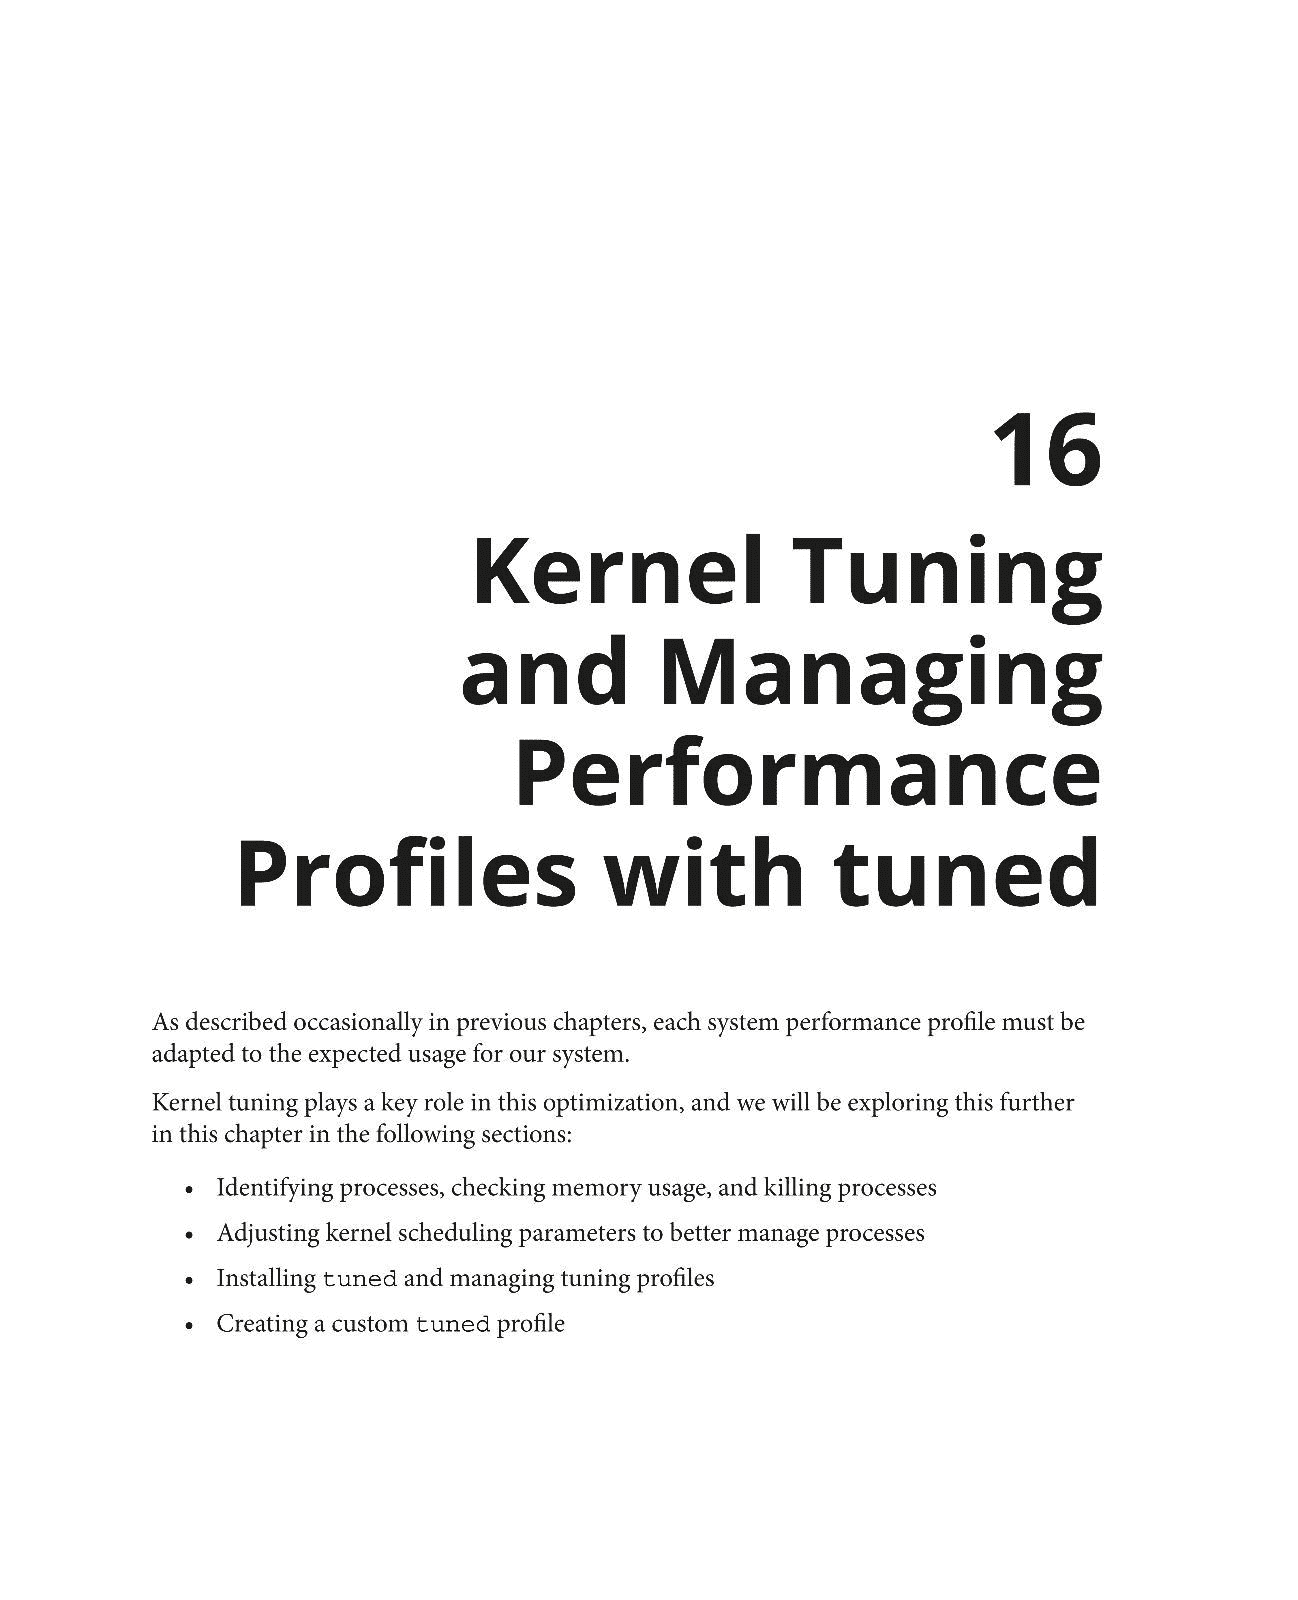 16
Kernel Tuning
and Managing
Performance
Profiles with tuned
As described occasionally in previous chapters, each system performance profile must be
adapted to the expected usage for our system.
Kernel tuning plays a key role in this optimization, and we will be exploring this further
in this chapter in the following sections:
• Identifying processes, checking memory usage, and killing processes
• Adjusting kernel scheduling parameters to better manage processes
• Installing tuned and managing tuning profiles
• Creating a custom tuned profile